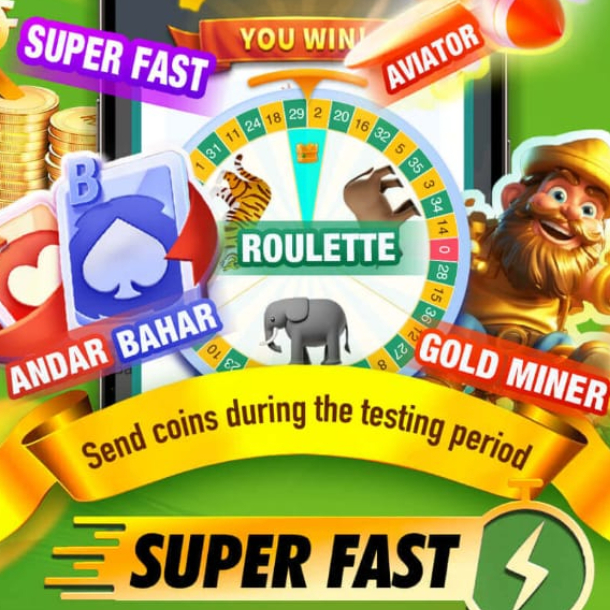 YOU WIN!
SUPER FAST
AVIATOR
1 31 11 24 18 29 2 20 16 32 5 35 3 34 14 0 28 15 36 12 27 8
B
ROULETTE
ANDAR BAHAR
10 23
GOLD MINER
Send coins during the testing period
SUPER FAST